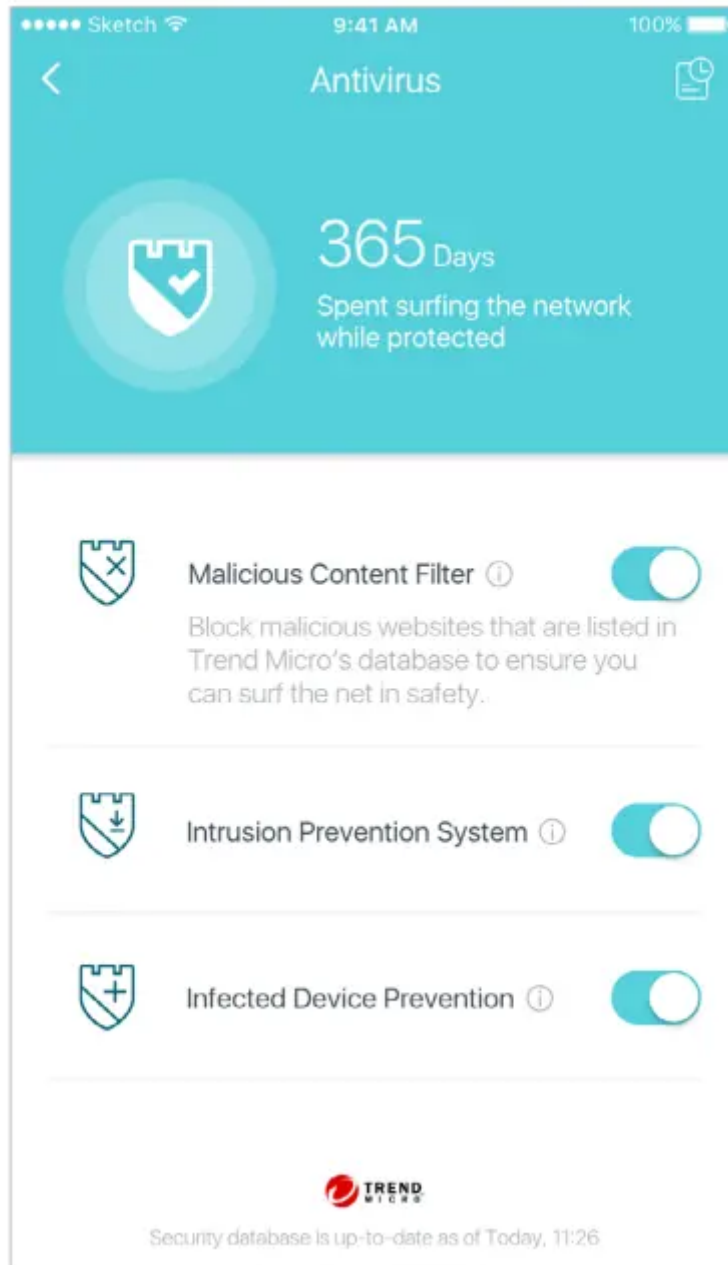 Sketch 9:41 AM 100%
Antivirus
365 Days
Spent surfing the network
while protected
Malicious Content Filter
Block malicious websites that are listed in
Trend Micro's database to ensure you
can surf the net in safety.
Intrusion Prevention System
Infected Device Prevention
TREND
MICRO
Security database is up-to-date as of Today, 11:26